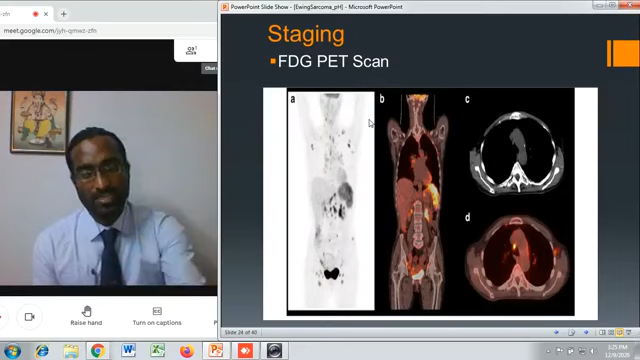 -zfn
meet.google.com/jyh-qmwz-zfn
Raise hand
Turn on captions
PowerPoint Slide Show - [EwingSarcoma_pH] - Microsoft PowerPoint
Staging
FDG PET Scan
a
b
c
d
Slide 24 of 40
3:25 PM
12/9/2020